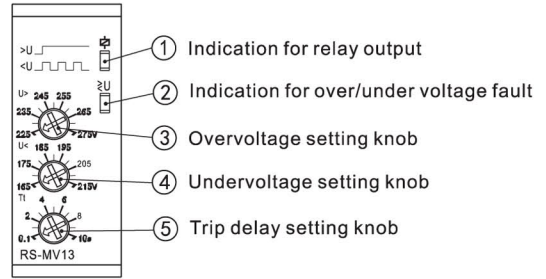 >U
<U
≷U
① Indication for relay output
② Indication for over/under voltage fault
U> 245 255
235 265
225 275V
③ Overvoltage setting knob
U< 185 195
175 205
165 215V
④ Undervoltage setting knob
Tt 4 6
2 8
0.1 10s
⑤ Trip delay setting knob
RS-MV13